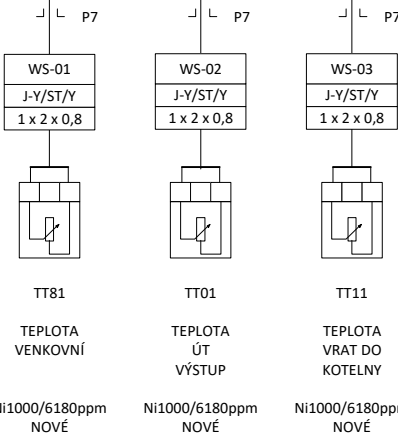 P7 P7 P7
WS-01 WS-02 WS-03
J-Y/ST/Y J-Y/ST/Y J-Y/ST/Y
1 x 2 x 0,8 1 x 2 x 0,8 1 x 2 x 0,8
TT81 TT01 TT11
TEPLOTA TEPLOTA TEPLOTA
VENKOVNÍ ÚT VRAT DO
VÝSTUP KOTELNY
Ni1000/6180ppm Ni1000/6180ppm Ni1000/6180ppm
NOVÉ NOVÉ NOVÉ